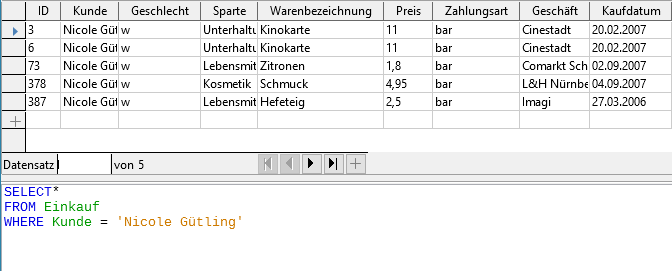 ID Kunde Geschlecht Sparte Warenbezeichnung Preis Zahlungsart Geschäft Kaufdatum
3 Nicole Güt w Unterhaltu Kinokarte 11 bar Cinestadt 20.02.2007
6 Nicole Güt w Unterhaltu Kinokarte 11 bar Cinestadt 20.02.2007
73 Nicole Güt w Lebensmit Zitronen 1,8 bar Comarkt Sch 02.09.2007
378 Nicole Güt w Kosmetik Schmuck 4,95 bar L&H Nürnbe 04.09.2007
387 Nicole Güt w Lebensmit Hefeteig 2,5 bar Imagi 27.03.2006
Datensatz von 5
SELECT*
FROM Einkauf
WHERE Kunde = 'Nicole Gütling'